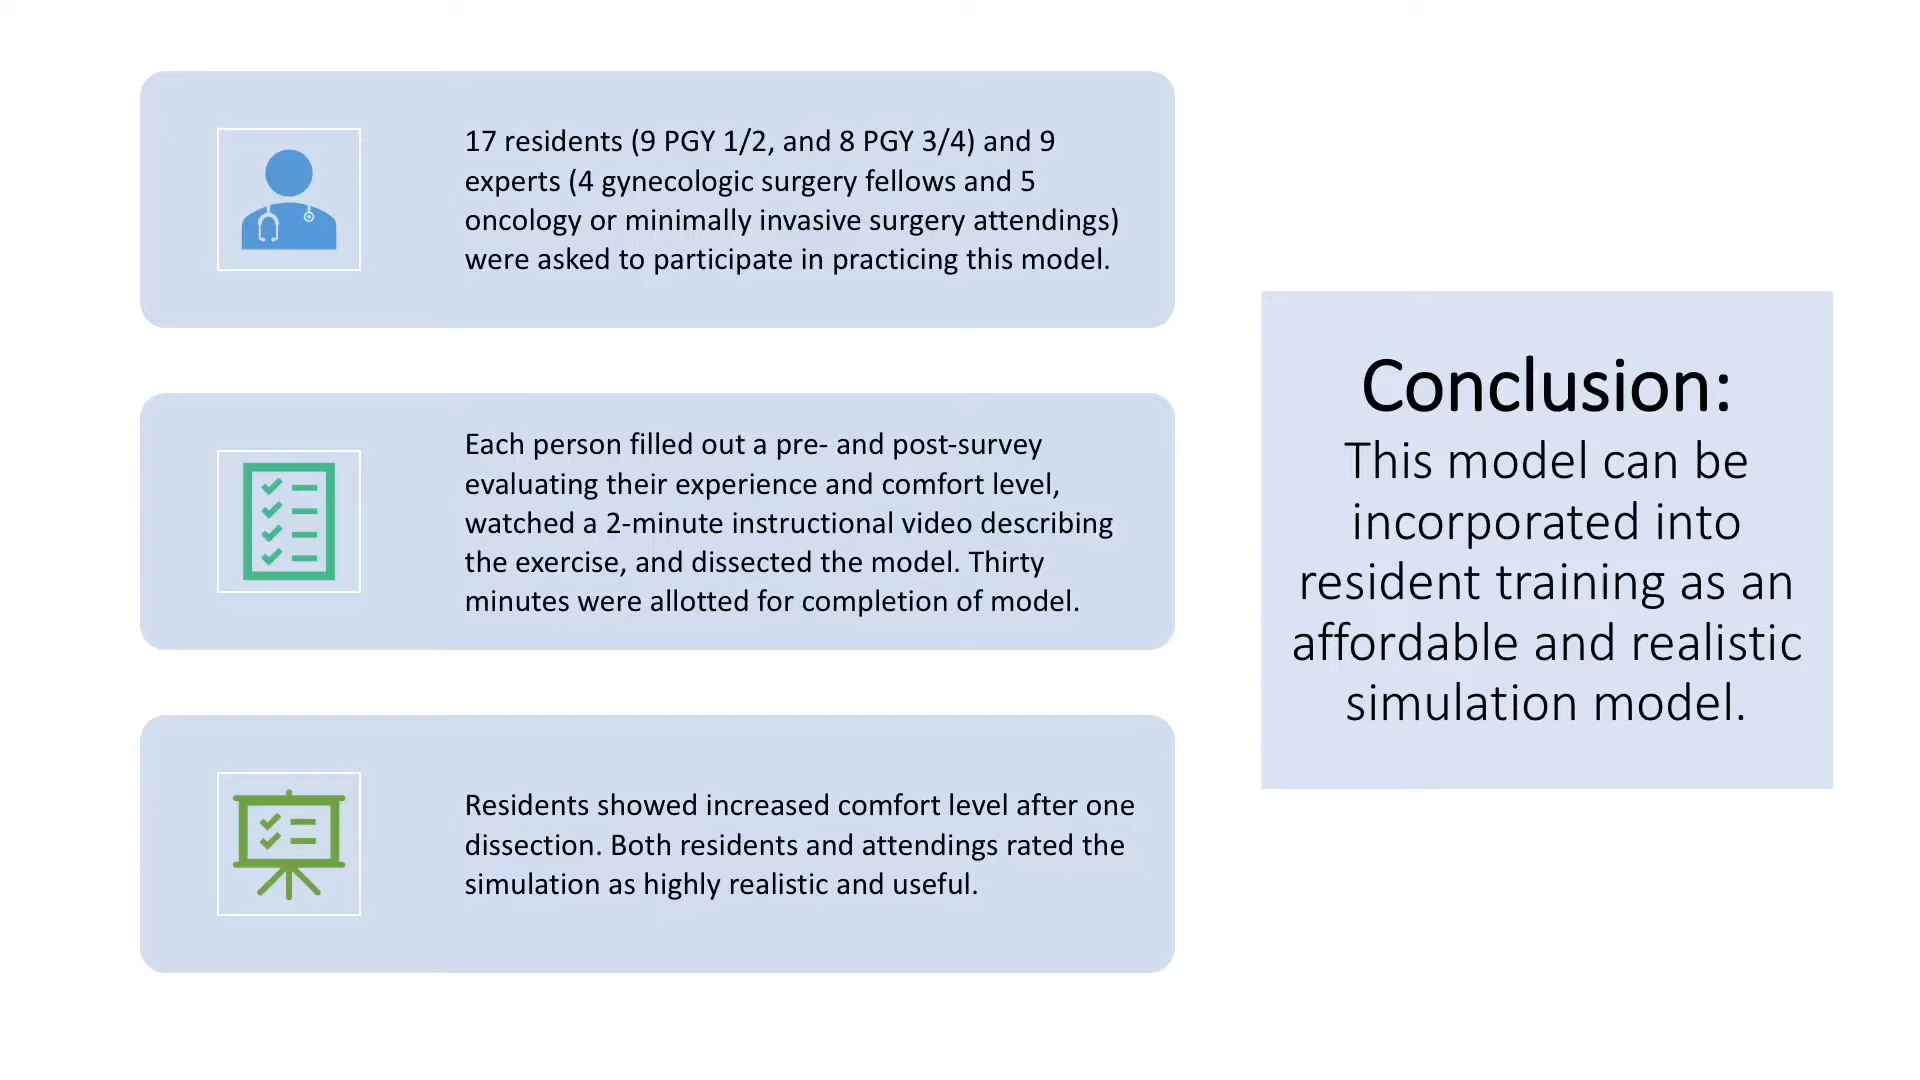 17 residents (9 PGY 1/2, and 8 PGY 3/4) and 9
experts (4 gynecologic surgery fellows and 5
oncology or minimally invasive surgery attendings)
were asked to participate in practicing this model.
Each person filled out a pre- and post-survey
evaluating their experience and comfort level,
watched a 2-minute instructional video describing
the exercise, and dissected the model. Thirty
minutes were allotted for completion of model.
Residents showed increased comfort level after one
dissection. Both residents and attendings rated the
simulation as highly realistic and useful.
Conclusion:
This model can be
incorporated into
resident training as an
affordable and realistic
simulation model.